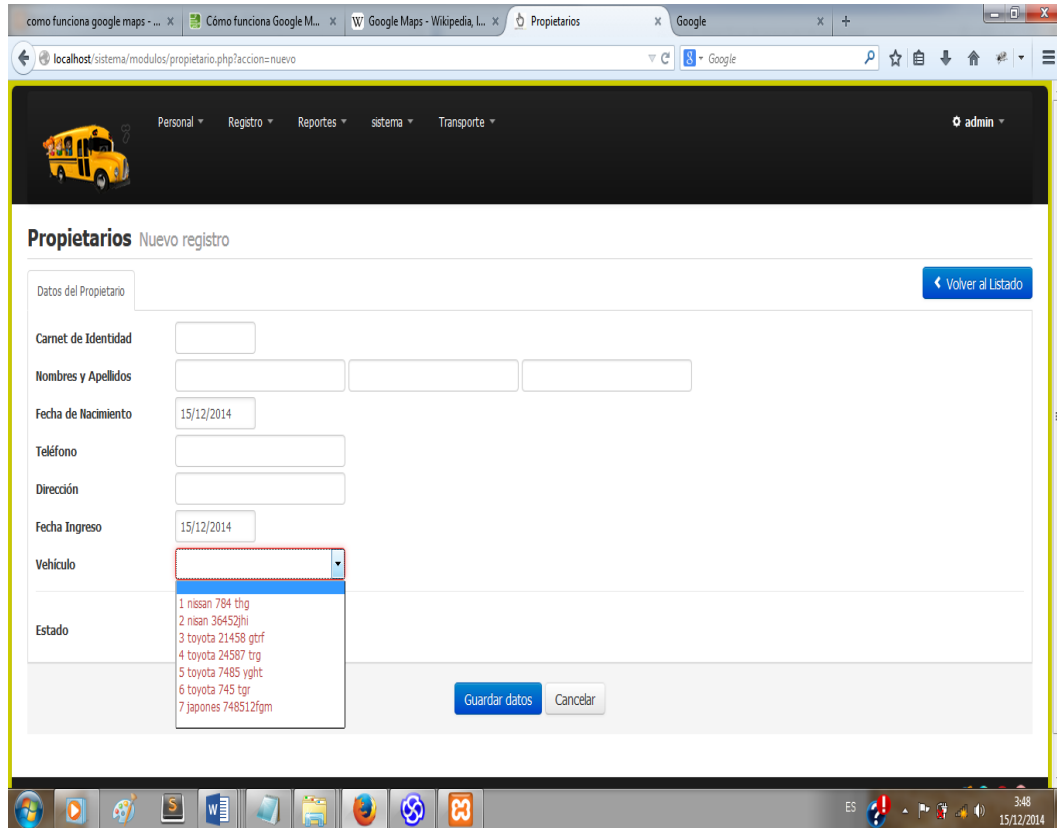 como funciona google maps - ...
Cómo funciona Google M...
W Google Maps - Wikipedia, l...
Propietarios
Google
localhost/sistema/modulos/propietario.php?accion=nuevo
8 Google
Personal
Registro
Reportes
sistema
Transporte
admin
Propietarios Nuevo registro
Datos del Propietario
Volver al Listado
Carnet de Identidad
Nombres y Apellidos
Fecha de Nacimiento
15/12/2014
Teléfono
Dirección
Fecha Ingreso
15/12/2014
Vehículo
1 nissan 784 thg
2 nisan 36452jhi
3 toyota 21458 gtrf
4 toyota 24587 trg
5 toyota 7485 yght
6 toyota 745 tgr
7 japones 748512fgm
Estado
Guardar datos
Cancelar
S
W
ES
3:48
15/12/2014